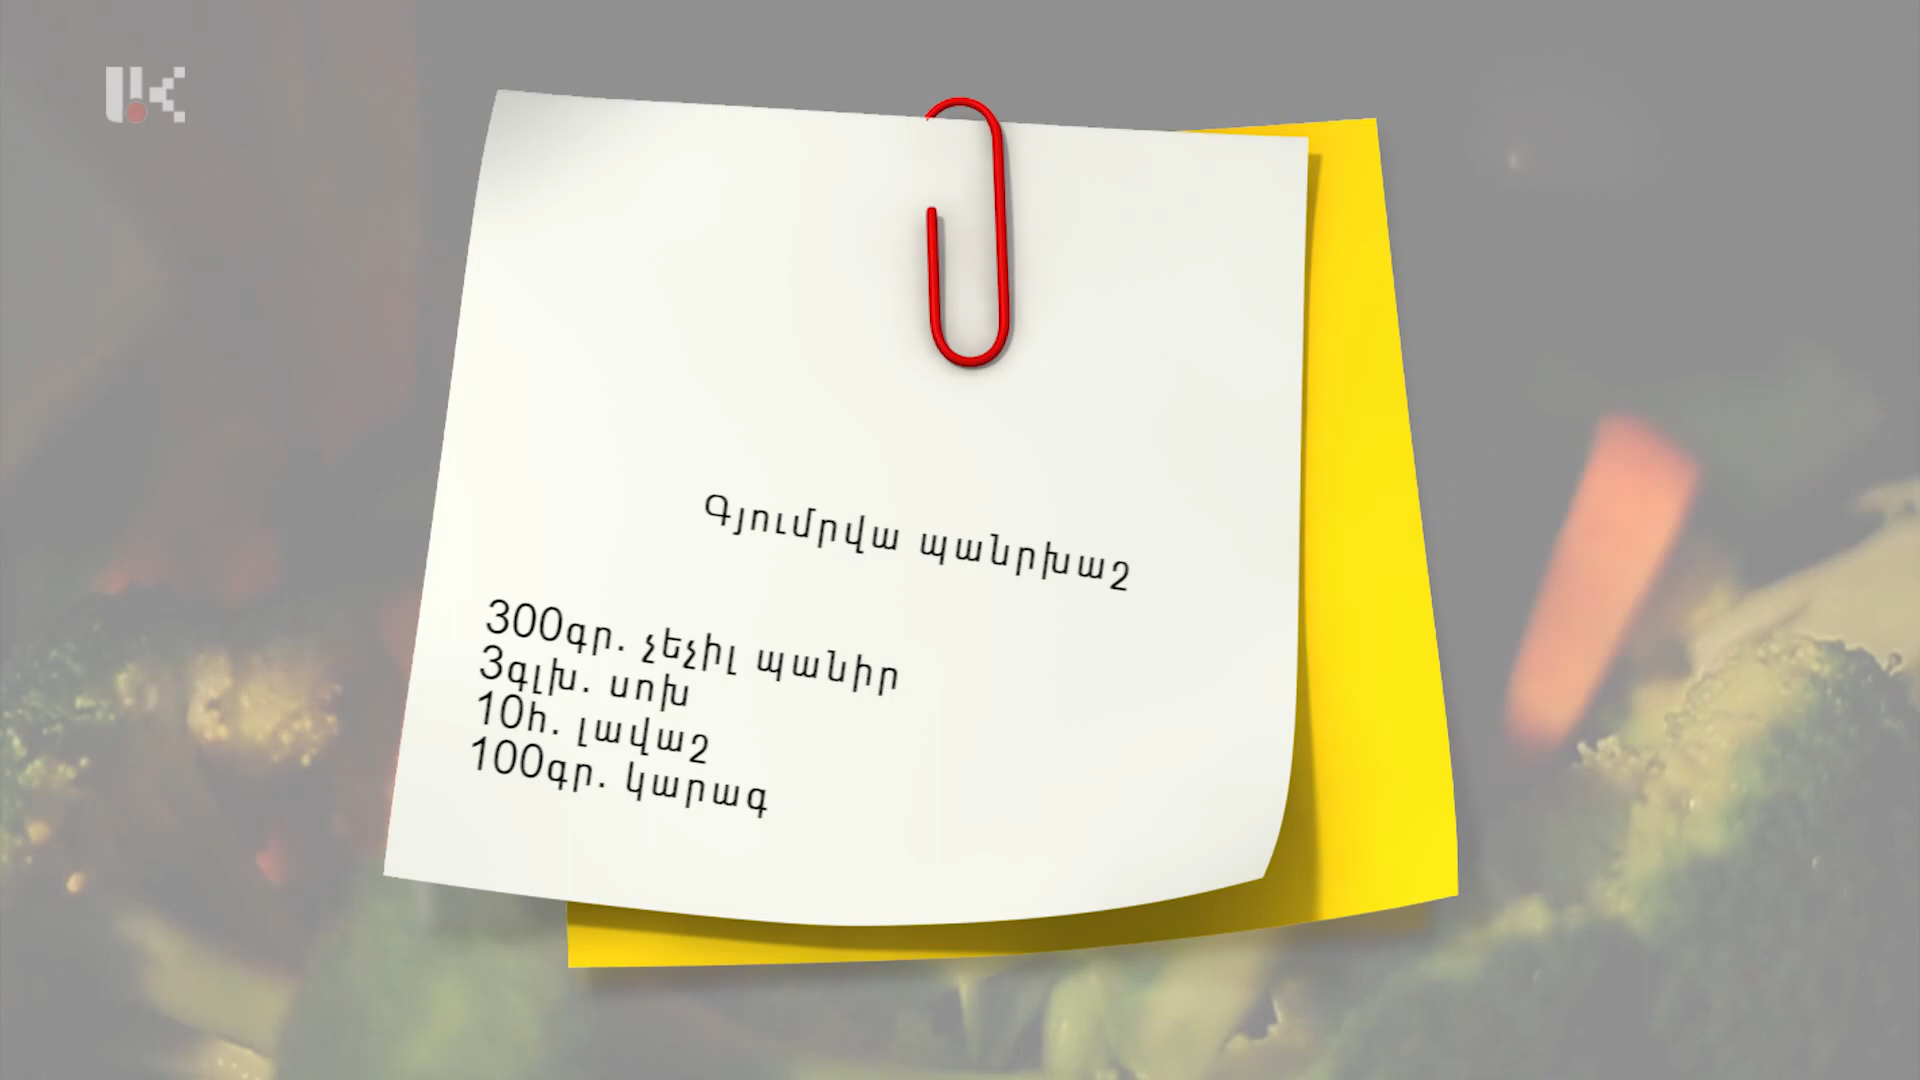 Գյումրվա պանրխաշ
300գր. չեչիլ պանիր
3գլխ. սոխ
10հ. լավաշ
100գր. կարագ